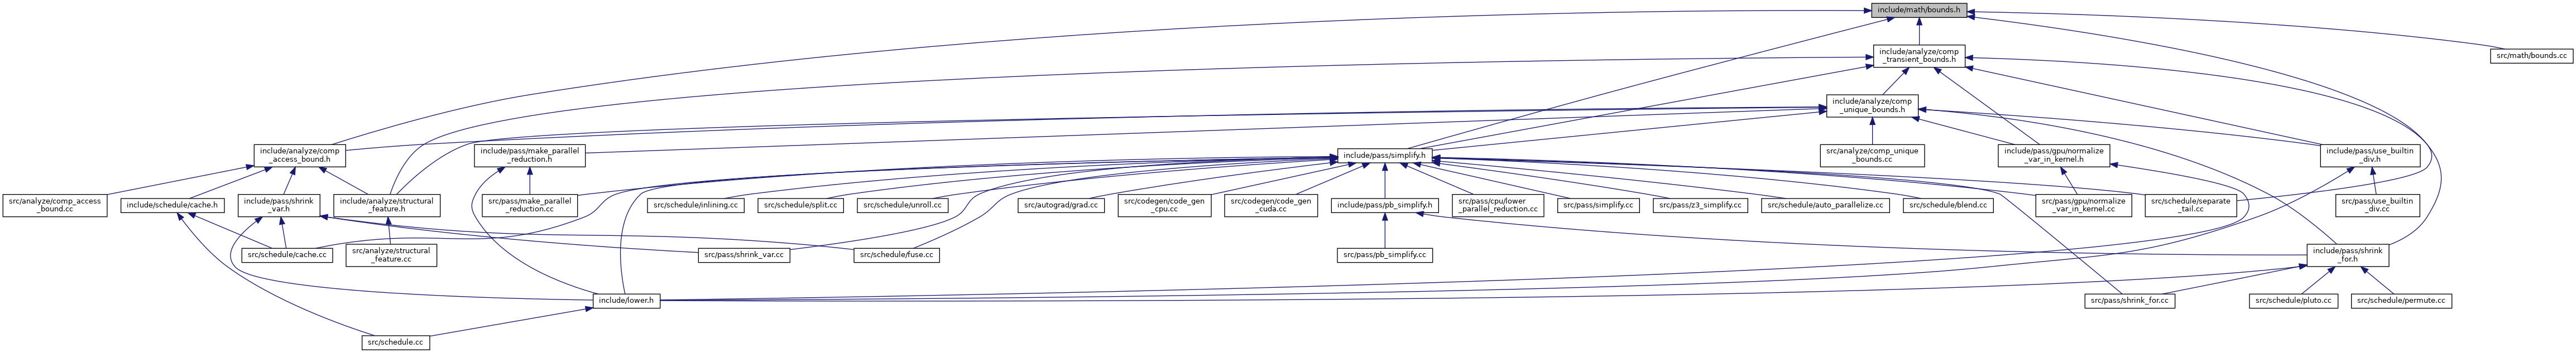 include/math/bounds.h
include/analyze/comp
_transient_bounds.h
src/math/bounds.cc
include/analyze/comp
_unique_bounds.h
include/analyze/comp
_access_bound.h
include/pass/make_parallel
_reduction.h
include/pass/simplify.h
src/analyze/comp_unique
_bounds.cc
include/pass/gpu/normalize
_var_in_kernel.h
include/pass/use_builtin
_div.h
src/analyze/comp_access
_bound.cc
include/schedule/cache.h
include/pass/shrink
_var.h
include/analyze/structural
_feature.h
src/pass/make_parallel
_reduction.cc
src/schedule/inlining.cc
src/schedule/split.cc
src/schedule/unroll.cc
src/autograd/grad.cc
src/codegen/code_gen
_cpu.cc
src/codegen/code_gen
_cuda.cc
include/pass/pb_simplify.h
src/pass/cpu/lower
_parallel_reduction.cc
src/pass/simplify.cc
src/pass/z3_simplify.cc
src/schedule/auto_parallelize.cc
src/schedule/blend.cc
src/pass/gpu/normalize
_var_in_kernel.cc
src/schedule/separate
_tail.cc
src/pass/use_builtin
_div.cc
src/schedule/cache.cc
src/analyze/structural
_feature.cc
src/pass/shrink_var.cc
src/schedule/fuse.cc
src/pass/pb_simplify.cc
include/pass/shrink
_for.h
include/lower.h
src/pass/shrink_for.cc
src/schedule/pluto.cc
src/schedule/permute.cc
src/schedule.cc